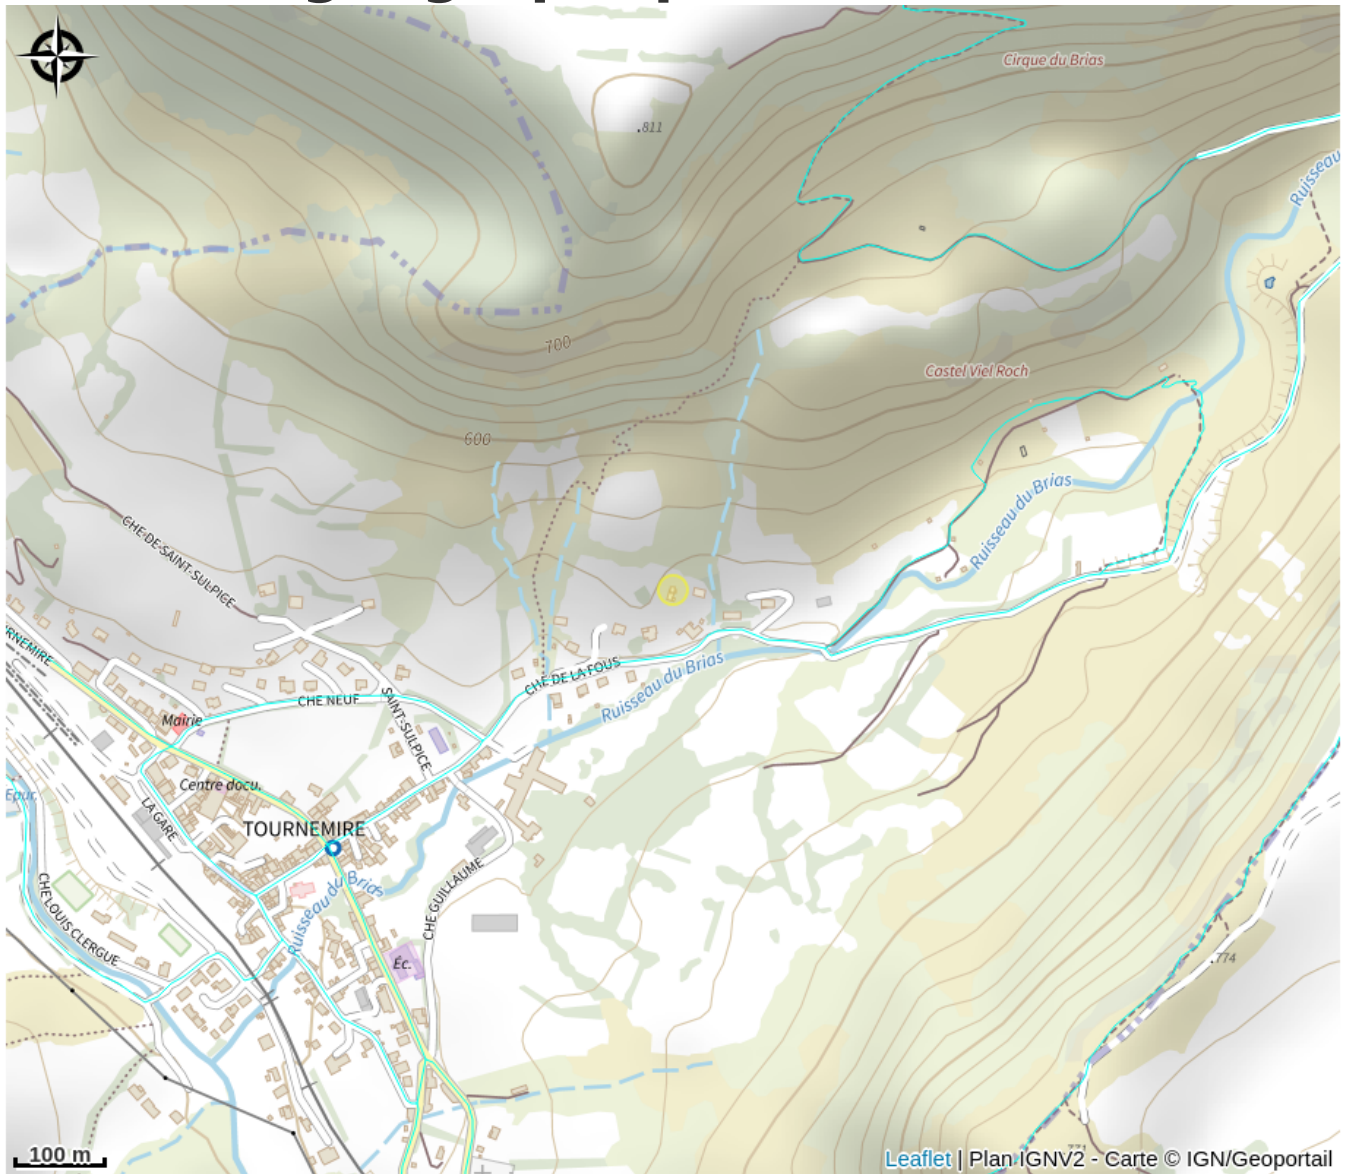 Cirque du Brias
.811
Ruisseau
700
Castel Viel Roch
600
Ruisseau du Brias
CHE-DE-SAINT-SULPICE
RNEMIRE
CHE DE LA FOUS
Ruisseau du Brias
CHE NEUF
SAINT-SULPICE
Mairie
Centre docu.
Epur.
LA GARE
TOURNEMIRE
Ruisseau du Brias
CHE GUILLAUME
CHE LOUIS CLERGUE
Éc.
.774
771
100 m
Leaflet | Plan IGNV2 - Carte © IGN/Geoportail